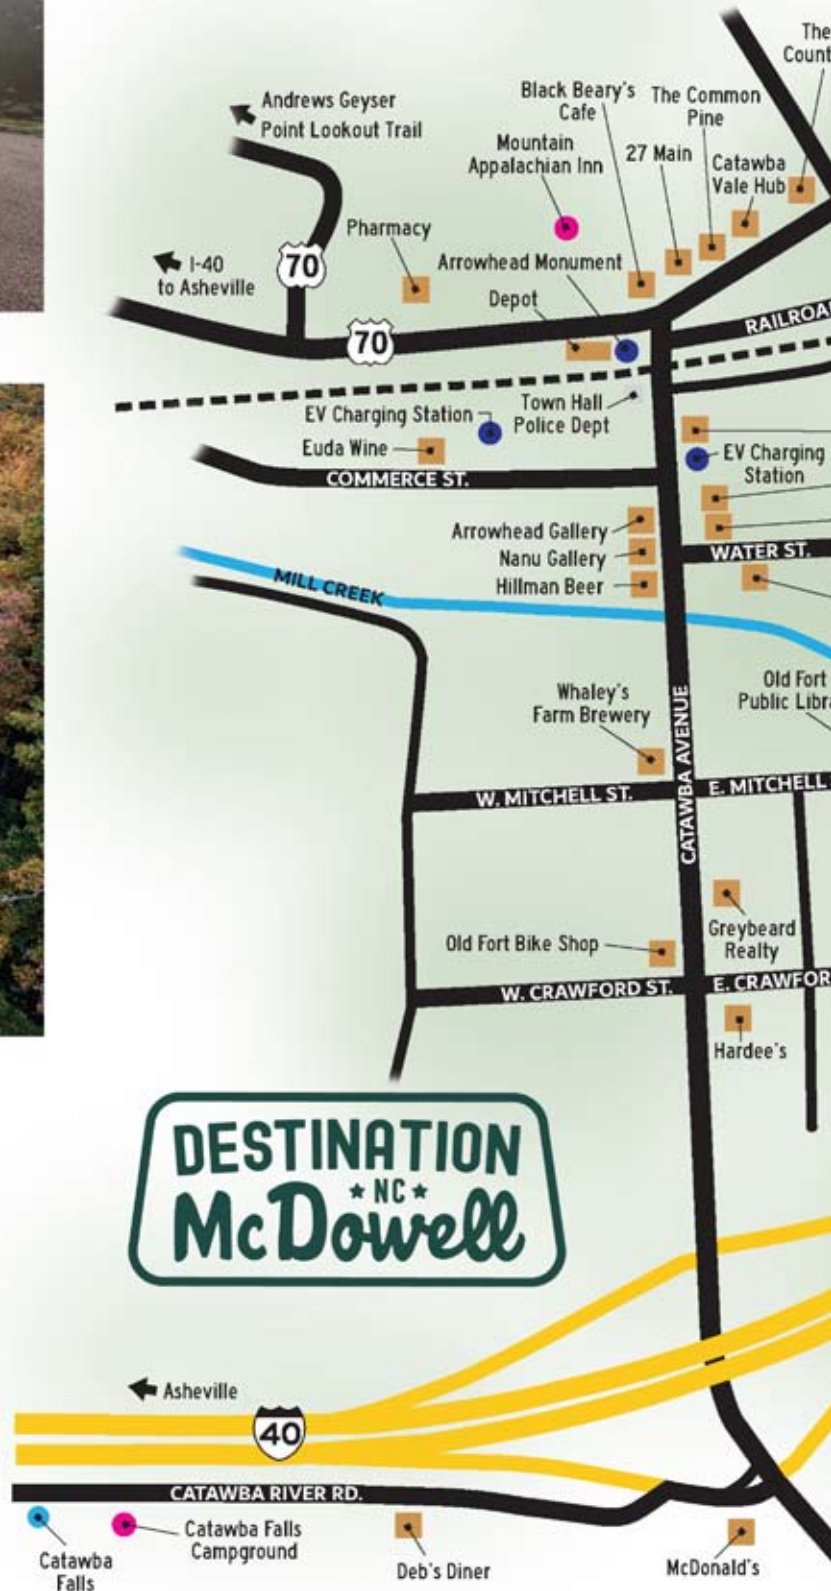 The
Andrews Geyser
Point Lookout Trail
Black Beary's
Cafe
The Common
Pine
Mountain
Appalachian Inn
27 Main
Catawba
Vale Hub
Pharmacy
I-40
to Asheville
70
Arrowhead Monument
Depot
70
EV Charging Station
Town Hall
Police Dept
Euda Wine
EV Charging
Station
COMMERCE ST.
Arrowhead Gallery
Nanu Gallery
Hillman Beer
WATER ST.
MILL CREEK
Old Fort
Public
Whaley's
Farm Brewery
CATAWBA AVENUE
W. MITCHELL ST.
E. MITCHELL
Greybeard
Realty
Old Fort Bike Shop
W. CRAWFORD ST.
E.
Hardee's
DESTINATION
NC
McDowell
Asheville
40
CATAWBA RIVER RD.
Catawba
Falls
Catawba Falls
Campground
Deb's Diner
McDonald's